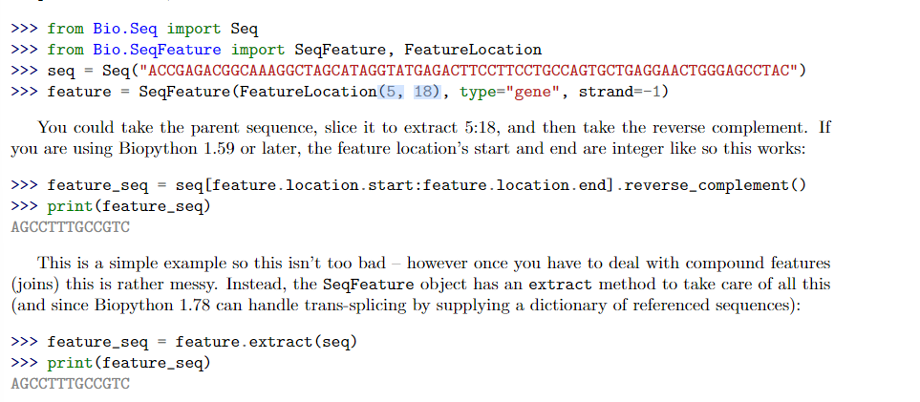 >>> from Bio.Seq import Seq
>>> from Bio.SeqFeature import SeqFeature, FeatureLocation
>>> seq = Seq("ACCGAGACGGCAAAGGCTAGCATAGGTATGAGACTTCCTTCCTGCCAGTGCTGAGGAACTGGGAGCCTAC")
>>> feature = SeqFeature(FeatureLocation(5, 18), type="gene", strand=-1)
You could take the parent sequence, slice it to extract 5:18, and then take the reverse complement. If
you are using Biopython 1.59 or later, the feature location's start and end are integer like so this works:
>>> feature_seq = seq[feature.location.start:feature.location.end].reverse_complement()
>>> print(feature_seq)
AGCCTTTGCCGTC
This is a simple example so this isn't too bad – however once you have to deal with compound features
(joins) this is rather messy. Instead, the SeqFeature object has an extract method to take care of all this
(and since Biopython 1.78 can handle trans-splicing by supplying a dictionary of referenced sequences):
>>> feature_seq = feature.extract(seq)
>>> print(feature_seq)
AGCCTTTGCCGTC